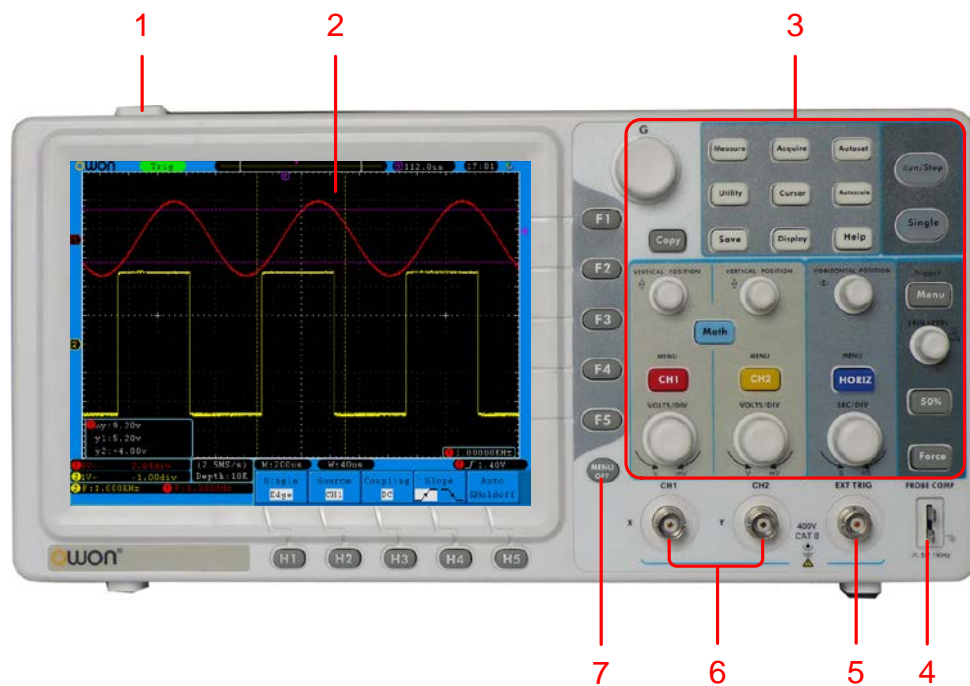 1
2
3
G
owon
Trig
112.0us
17:01
Measure
Acquire
Autoset
Run/Stop
Utility
Cursor
Autoscale
Single
Copy
Save
Display
Help
F1
F2
F3
F4
F5
MENU OFF
VERTICAL POSITION
VERTICAL POSITION
HORIZONTAL POSITION
Trigger
Menu
TRIG LEVEL
Math
MENU
MENU
MENU
CH1
CH2
HORIZ
50%
VOLTS/DIV
VOLTS/DIV
SEC/DIV
Force
1
2
y1:5.20v
y2:-4.00v
(2.5MS/s)
Depth:10K
M:200us
W:40us
1.40V
1.00div
F:1.000KHz
Single
Edge
Source
CH1
Coupling
DC
Slope
Auto
&Holdoff
CH1
CH2
EXT TRIG
PROBE COMP
X
Y
400V
CAT II
owon®
H1
H2
H3
H4
H5
7
6
5
4